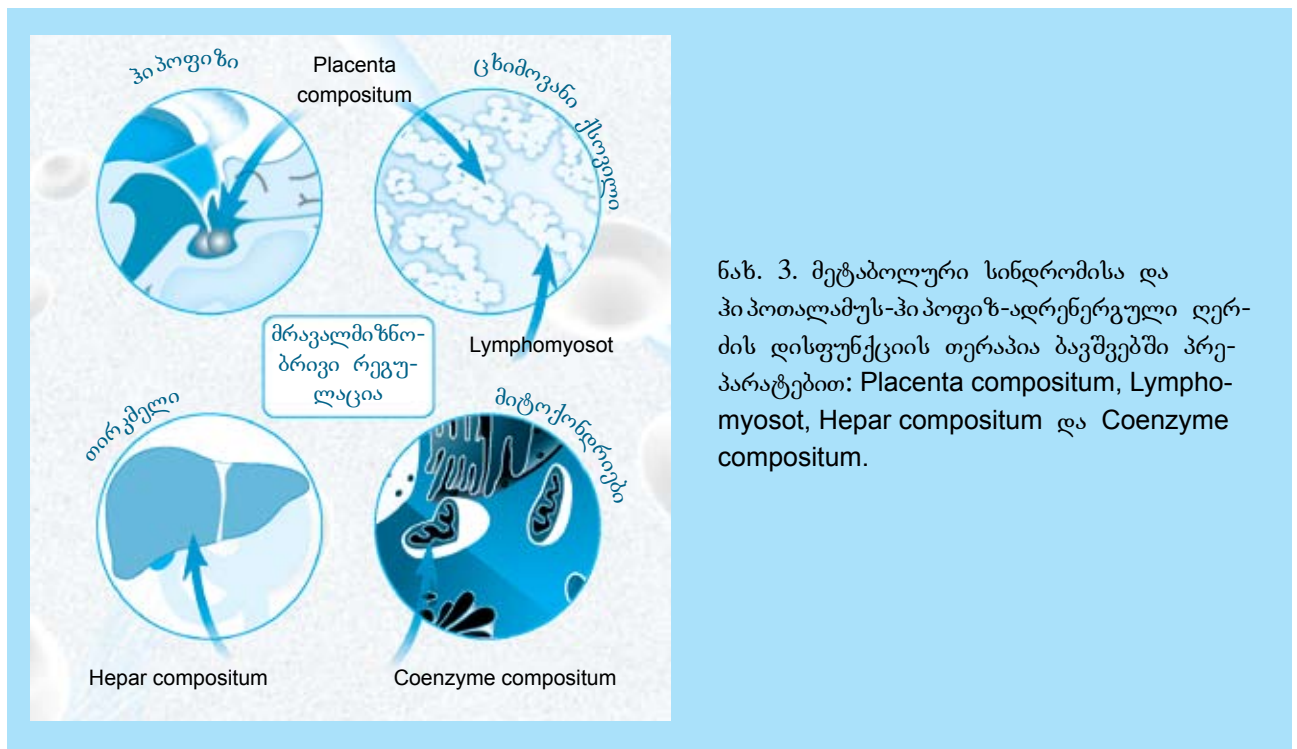 ჰიპოფიზი
Placenta
compositum
ცხიმოვანი ქსოვილი
მრავალმიზნო-
ბრივი რეგუ-
ლაცია
Lymphomyosot
თირკმელი
მიტოქონდრიები
Hepar compositum
Coenzyme compositum
ნახ. 3. მეტაბოლური სინდრომისა და
ჰიპოთალამუს-ჰიპოფიზ-ადრენერგული ღერ-
ძის დისფუნქციის თერაპია ბავშვებში პრე-
პარატებით: Placenta compositum, Lympho-
myosot, Hepar compositum და Coenzyme
compositum.